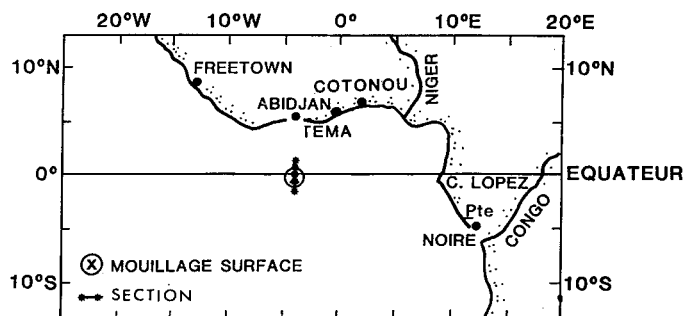 20°W 10°W 0° 10° 20°E
10°N 10°N
FREETOWN
COTONOU
NIGER
ABIDJAN
TEMA
0° EQUATEUR
C. LOPEZ
Pte
NOIRE
CONGO
MOUILLAGE SURFACE
SECTION
10°S 10°S